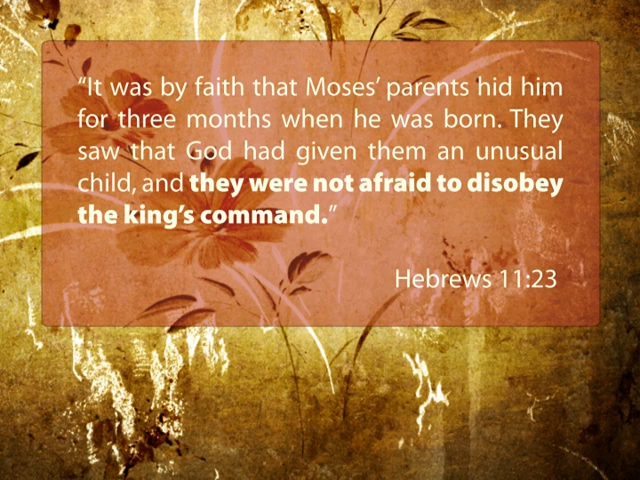 “It was by faith that Moses’ parents hid him
for three months when he was born. They
saw that God had given them an unusual
child, and they were not afraid to disobey
the king’s command.”
Hebrews 11:23